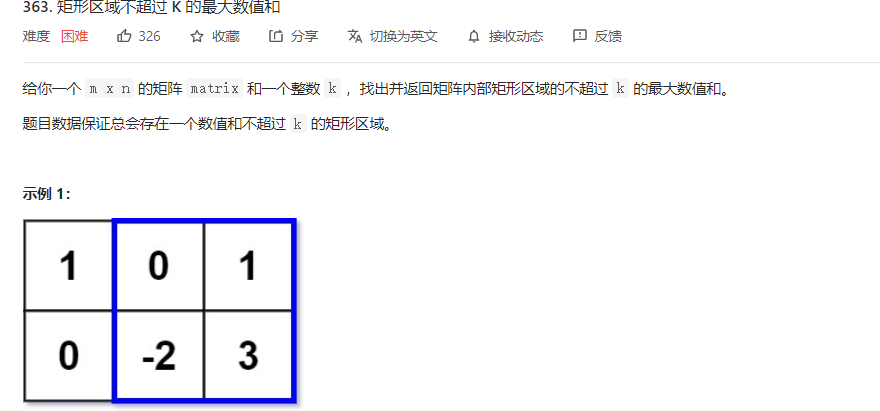 363. 矩形区域不超过 K 的最大数值和
难度 困难 326 收藏 分享 切换为英文 接收动态 反馈
给你一个 m x n 的矩阵 matrix 和一个整数 k ，找出并返回矩阵内部矩形区域的不超过 k 的最大数值和。
题目数据保证总会存在一个数值和不超过 k 的矩形区域。
示例 1：
1 0 1
0 -2 3